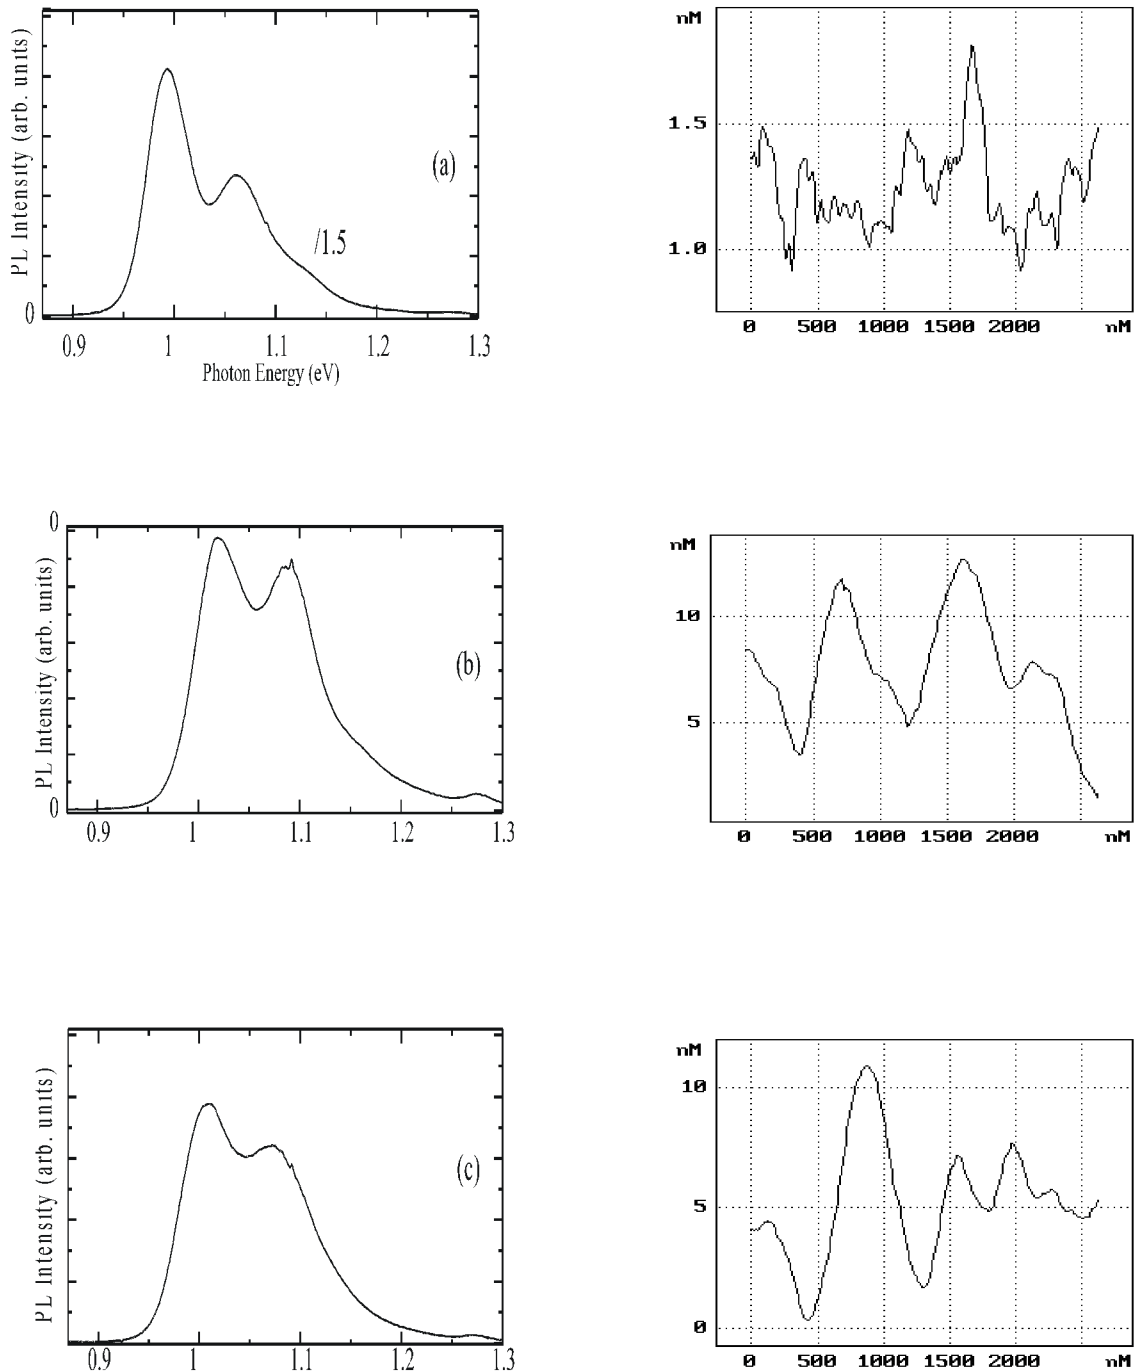 PL Intensity (arb. units)
0
(a)
/1.5
0.9 1 1.1 1.2 1.3
Photon Energy (eV)
nM
1.5
1.0
0 500 1000 1500 2000 nM
0
PL Intensity (arb. units)
0
(b)
0.9 1 1.1 1.2 1.3
nM
10
5
0 500 1000 1500 2000 nM
PL Intensity (arb. units)
(c)
0.9 1 1.1 1.2 1.3
nM
10
5
0
0 500 1000 1500 2000 nM